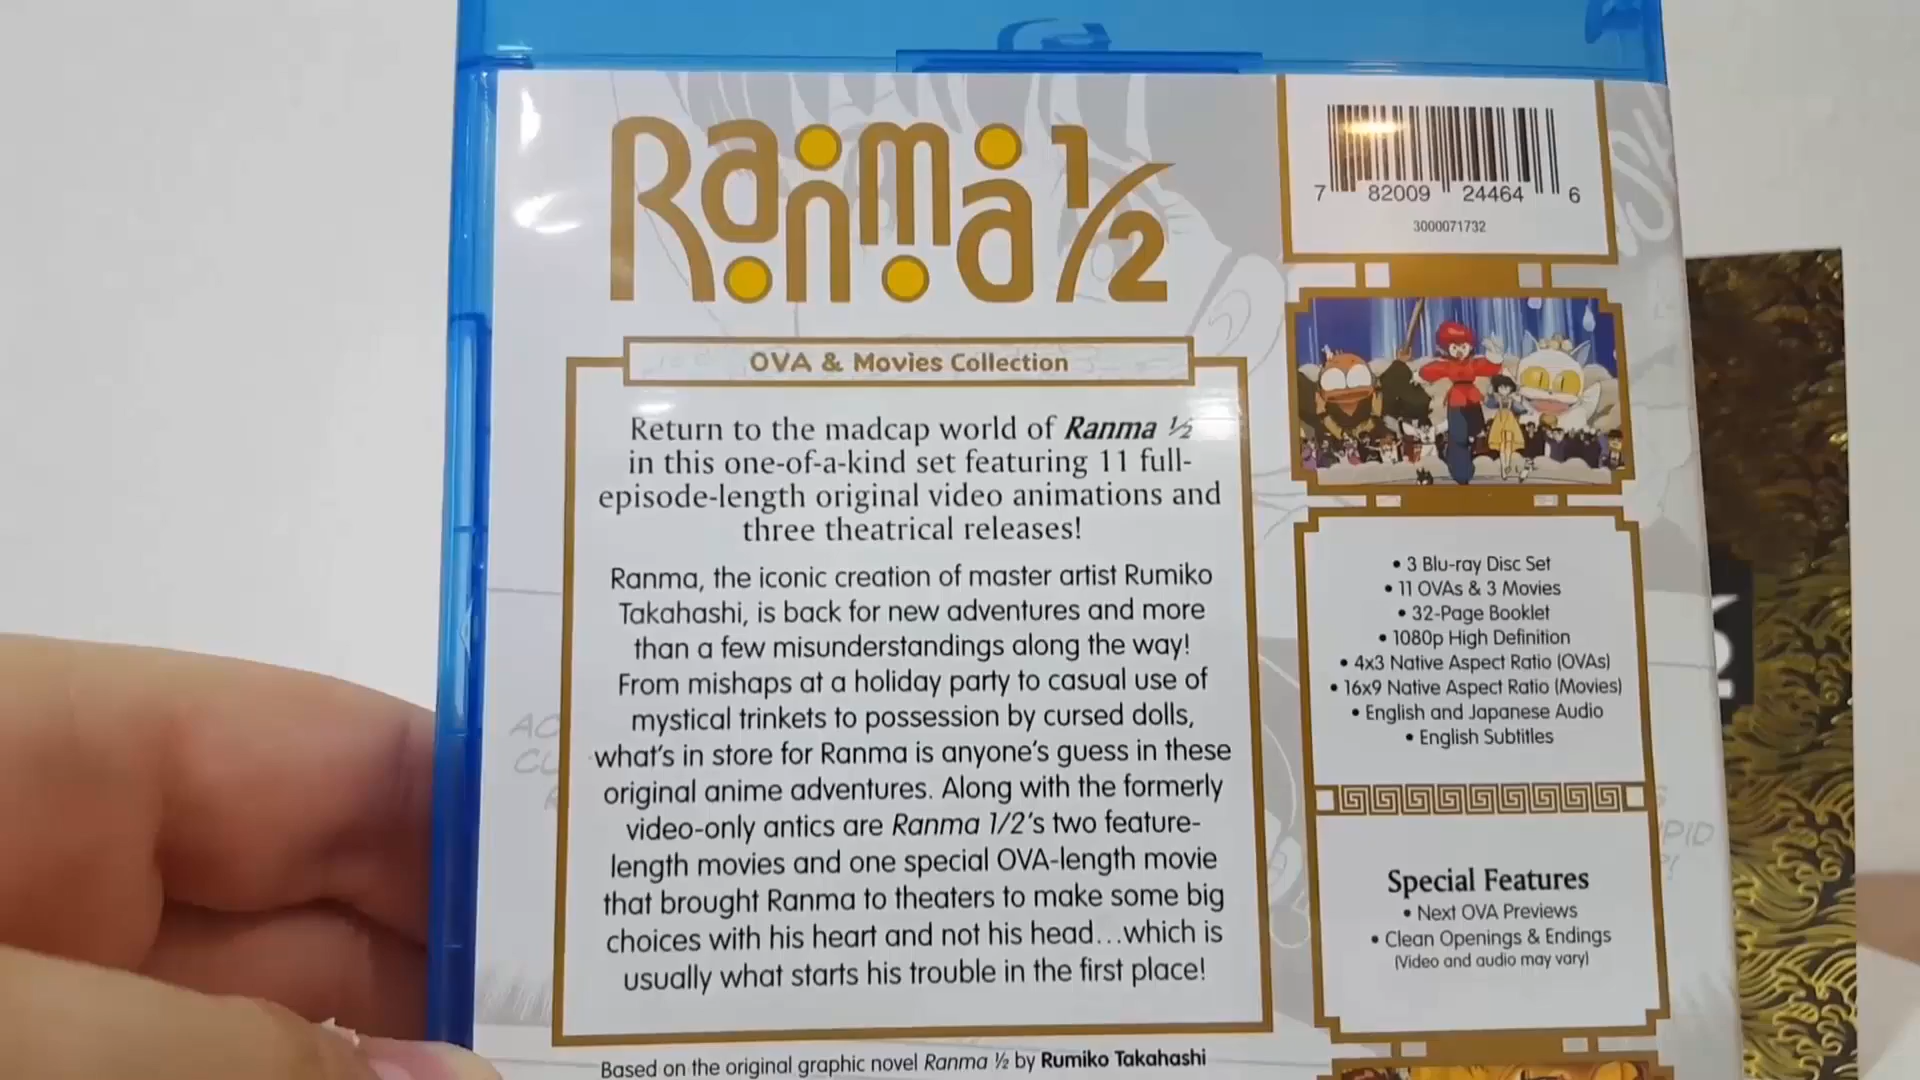 Ranma 1/2
OVA & Movies Collection
Return to the madcap world of Ranma ½
in this one-of-a-kind set featuring 11 full-
episode-length original video animations and
three theatrical releases!
Ranma, the iconic creation of master artist Rumiko
Takahashi, is back for new adventures and more
than a few misunderstandings along the way!
From mishaps at a holiday party to casual use of
mystical trinkets to possession by cursed dolls,
what's in store for Ranma is anyone's guess in these
original anime adventures. Along with the formerly
video-only antics are Ranma 1/2's two feature-
length movies and one special OVA-length movie
that brought Ranma to theaters to make some big
choices with his heart and not his head...which is
usually what starts his trouble in the first place!
Based on the original graphic novel Ranma ½ by Rumiko Takahashi
7 82009 24464 6
3000071732
• 3 Blu-ray Disc Set
• 11 OVAs & 3 Movies
• 32-Page Booklet
• 1080p High Definition
• 4x3 Native Aspect Ratio (OVAs)
• 16x9 Native Aspect Ratio (Movies)
• English and Japanese Audio
• English Subtitles
Special Features
• Next OVA Previews
• Clean Openings & Endings
(Video and audio may vary)